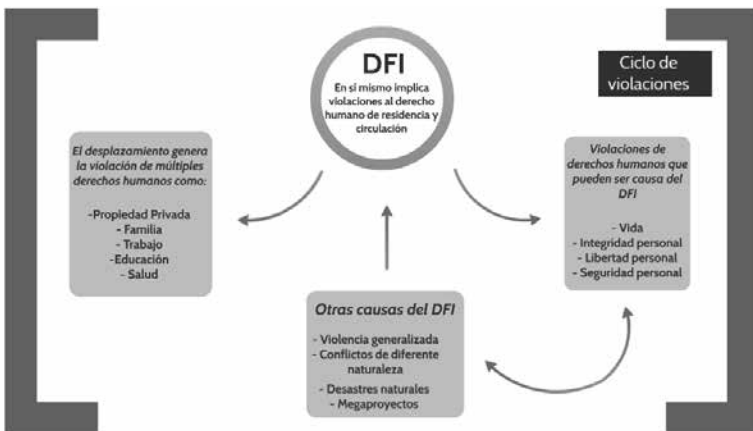 DFI
En sí mismo implica
violaciones al derecho
humano de residencia y
circulación
Ciclo de
violaciones
El desplazamiento genera
la violación de múltiples
derechos humanos como:
-Propiedad Privada
- Familia
- Trabajo
-Educación
- Salud
Violaciones de
derechos humanos que
pueden ser causa del
DFI
- Vida
- Integridad personal
- Libertad personal
- Seguridad personal
Otras causas del DFI
- Violencia generalizada
- Conflictos de diferente
naturaleza
- Desastres naturales
- Megaproyectos